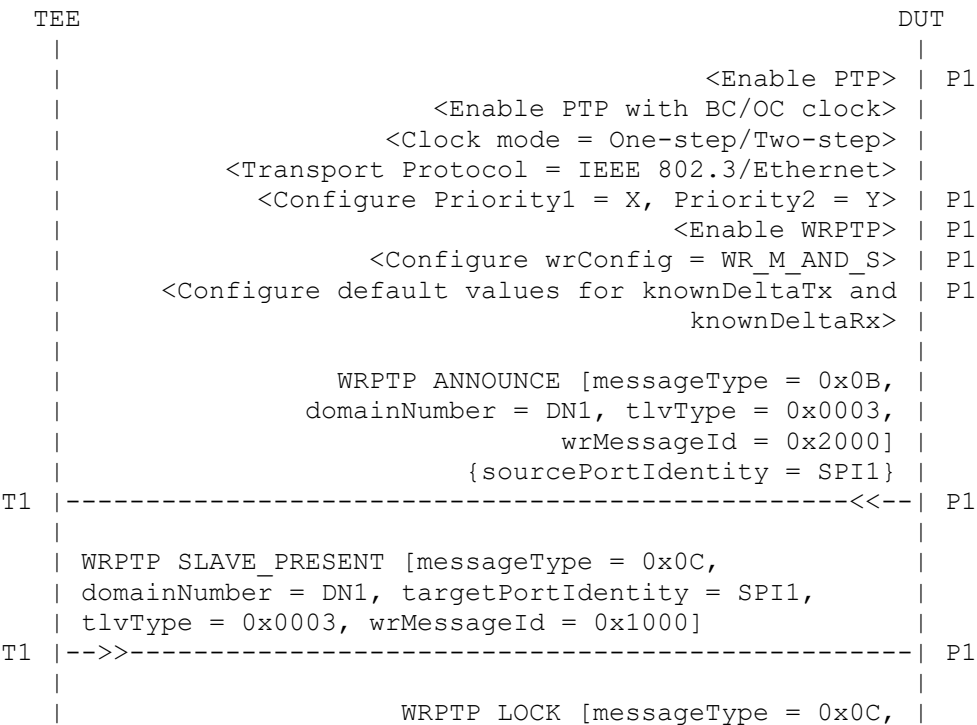 TEE DUT
| |
| <Enable PTP> | P1
| <Enable PTP with BC/OC clock> |
| <Clock mode = One-step/Two-step> |
| <Transport Protocol = IEEE 802.3/Ethernet> |
| <Configure Priority1 = X, Priority2 = Y> | P1
| <Enable WRPTP> | P1
| <Configure wrConfig = WR_M_AND_S> | P1
| <Configure default values for knownDeltaTx and | P1
| knownDeltaRx> |
| |
| WRPTP ANNOUNCE [messageType = 0x0B, |
| domainNumber = DN1, tlvType = 0x0003, |
| wrMessageId = 0x2000] |
| {sourcePortIdentity = SPI1} |
T1 |-------------------------------------------------<<--| P1
| |
| WRPTP SLAVE_PRESENT [messageType = 0x0C, |
| domainNumber = DN1, targetPortIdentity = SPI1, |
| tlvType = 0x0003, wrMessageId = 0x1000] |
T1 |-->>-------------------------------------------------| P1
| |
| WRPTP LOCK [messageType = 0x0C, |